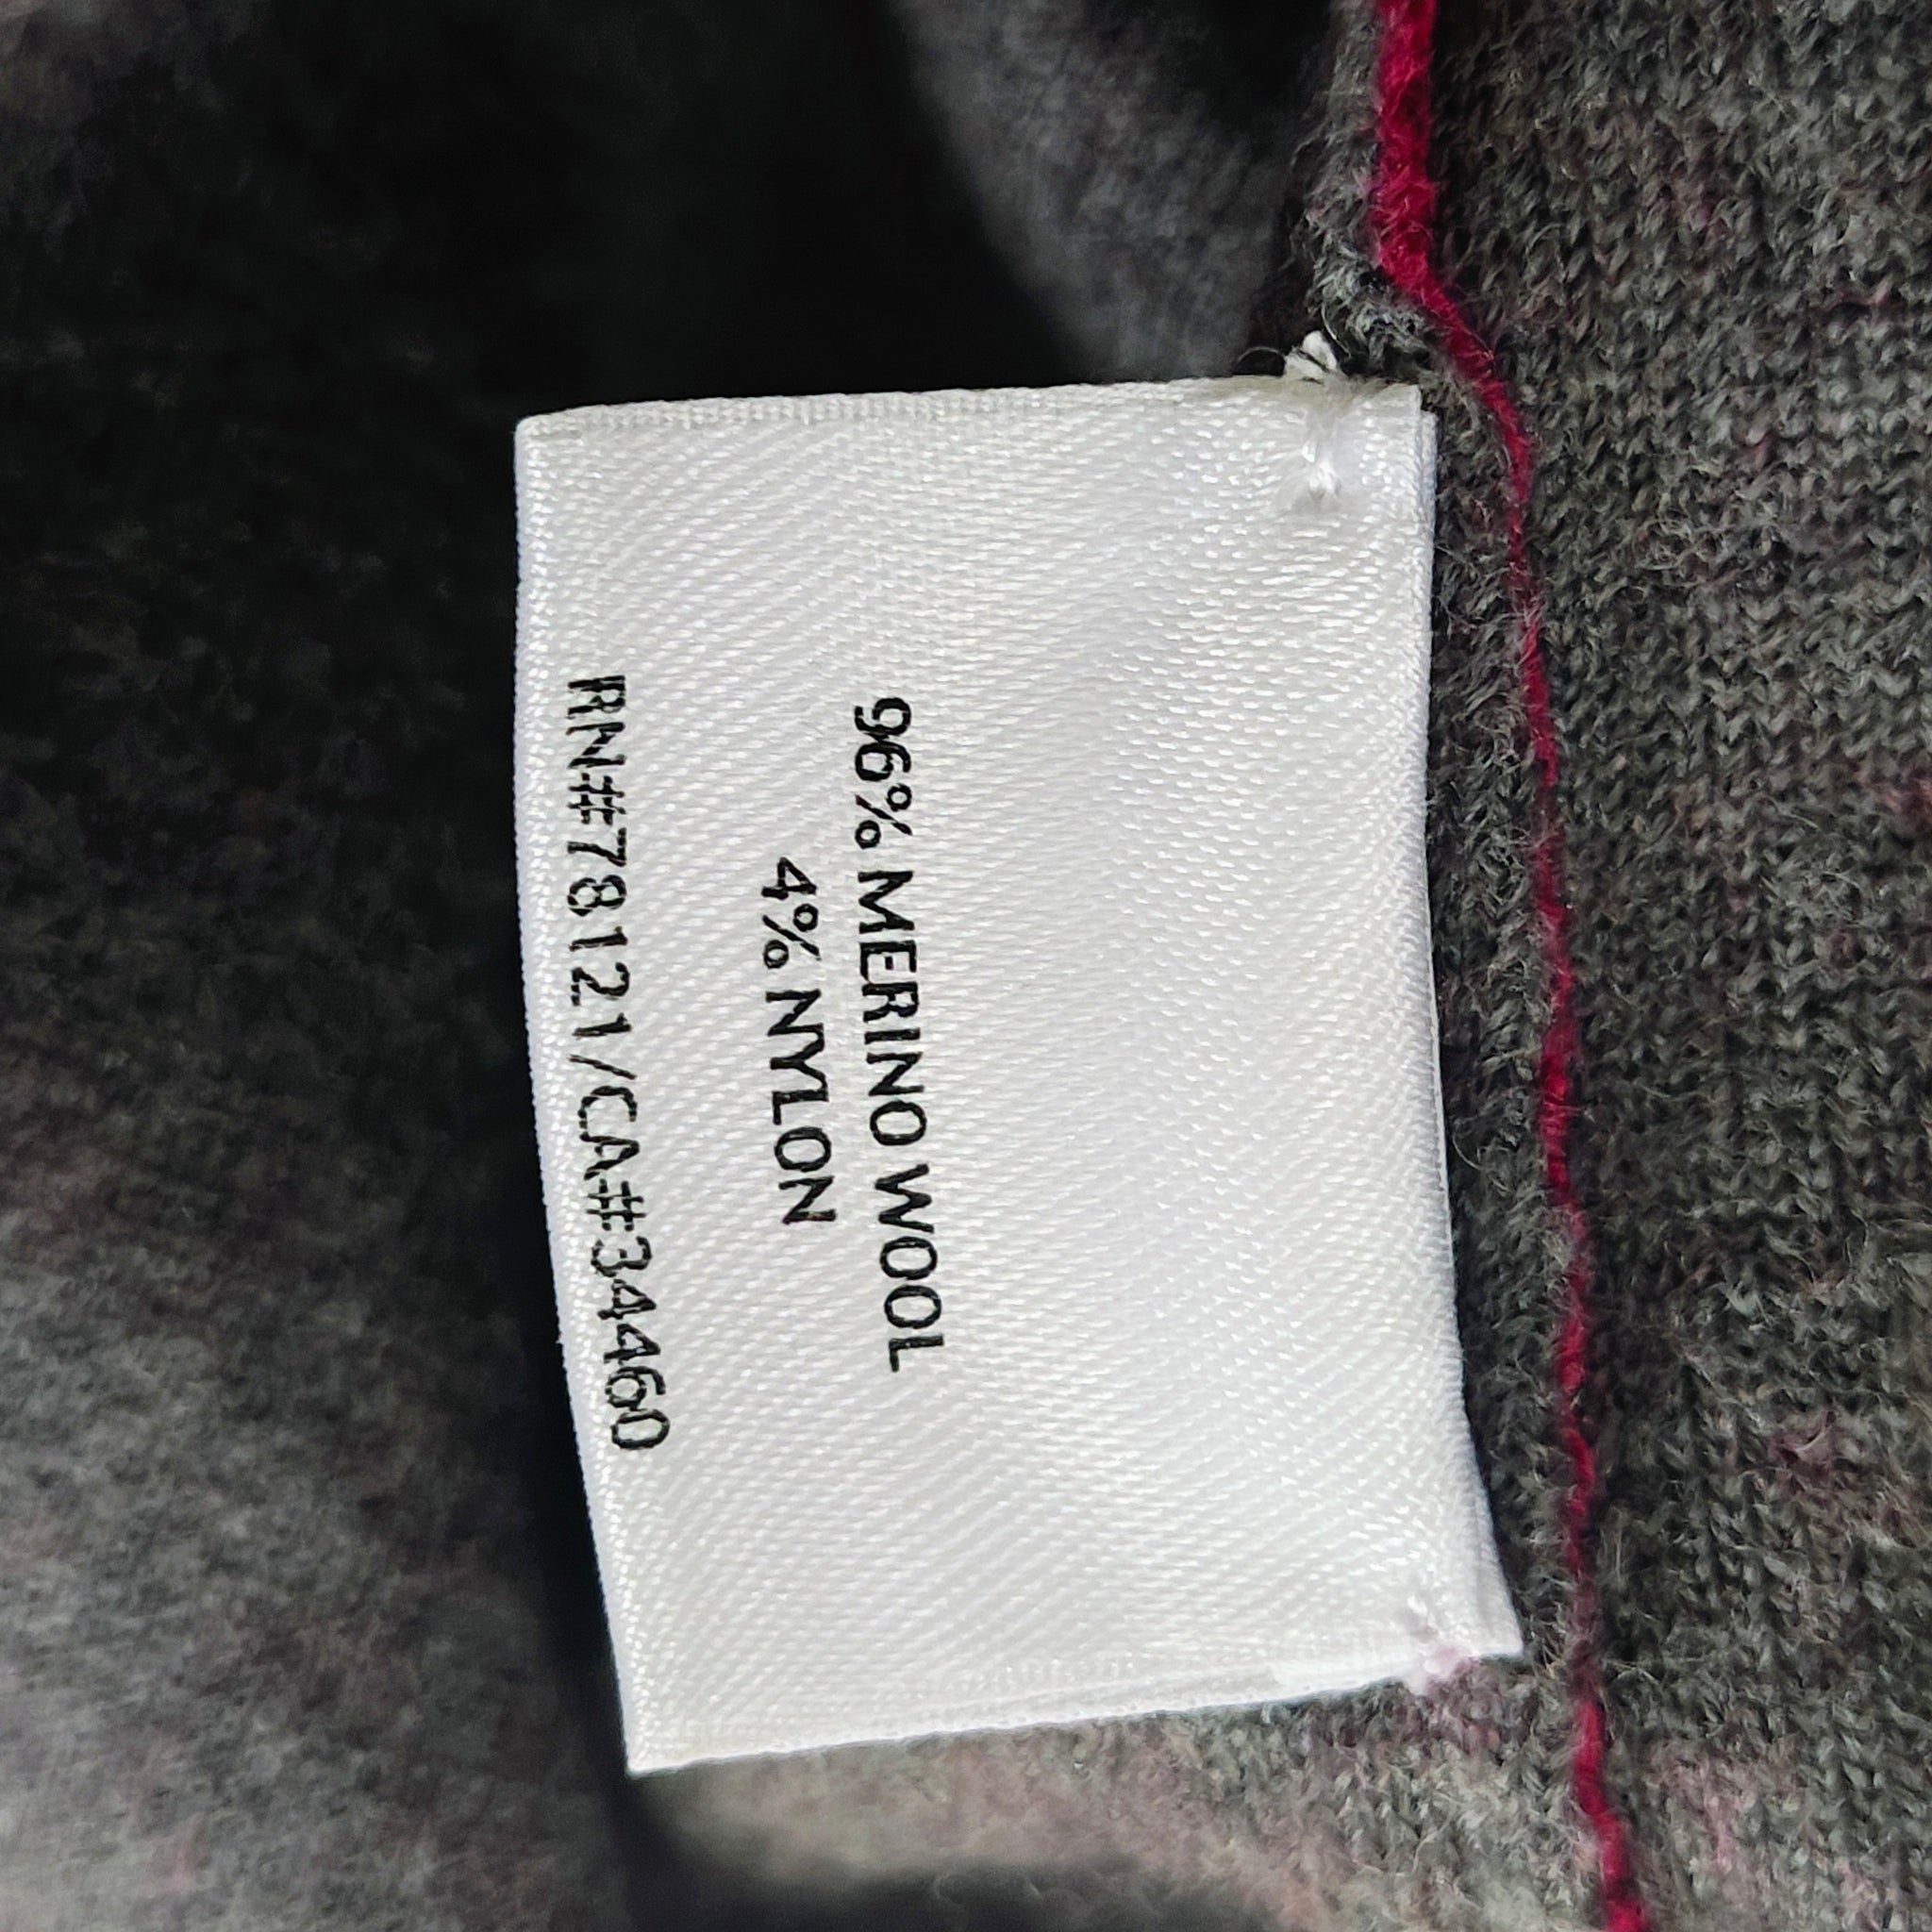 96% MERINO WOOL
4% NYLON
RN#78121/CA#34460